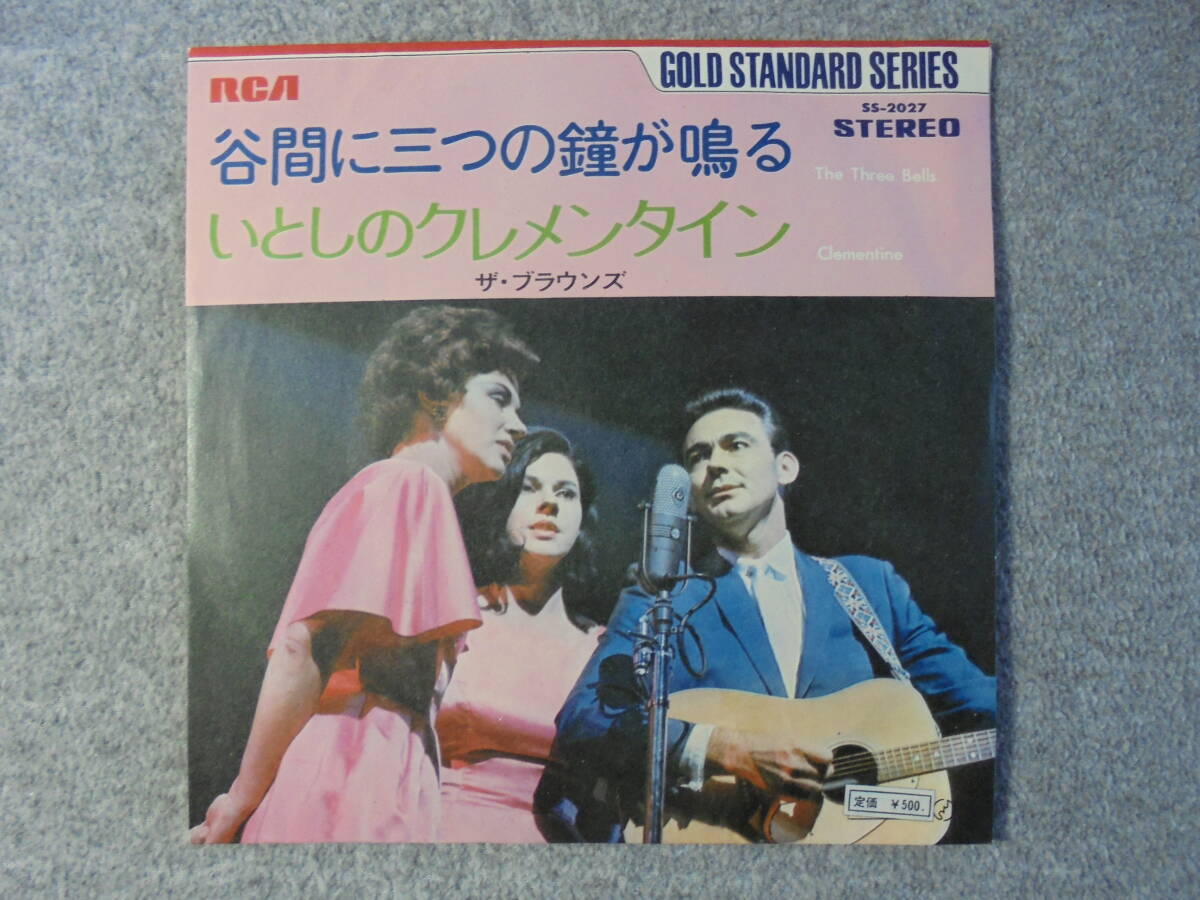 RCA
GOLD STANDARD SERIES
SS-2027
STEREO
谷間に三つの鐘が鳴る
The Three Bells
いとしのクレメンタイン
Clementine
ザ・ブラウンズ
定価 ¥500.